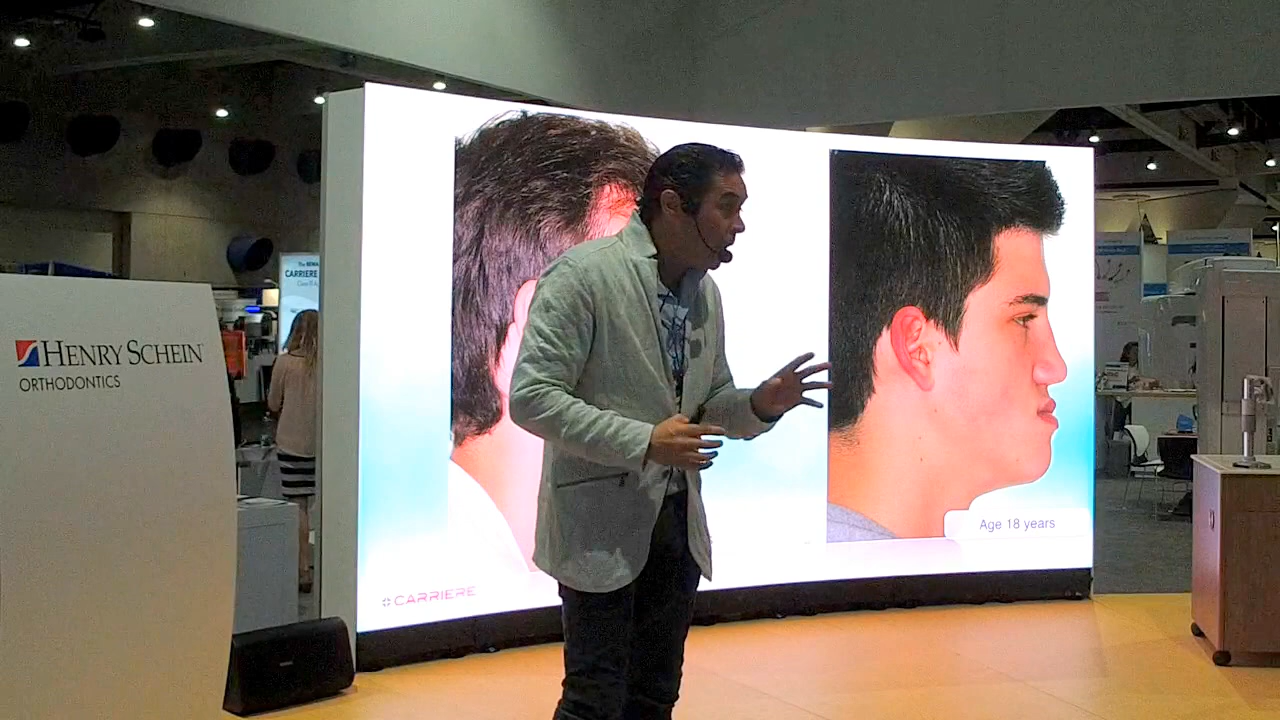 HENRY SCHEIN
ORTHODONTICS
CARRIERE
Age 18 years
CARRIERE